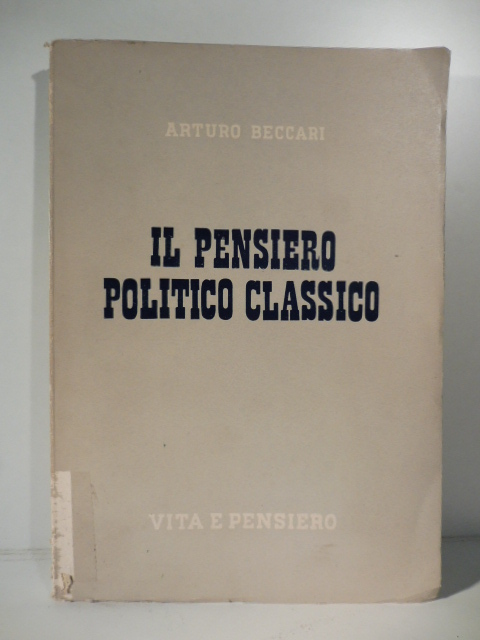 ARTURO BECCARI
IL PENSIERO
POLITICO CLASSICO
VITA E PENSIERO